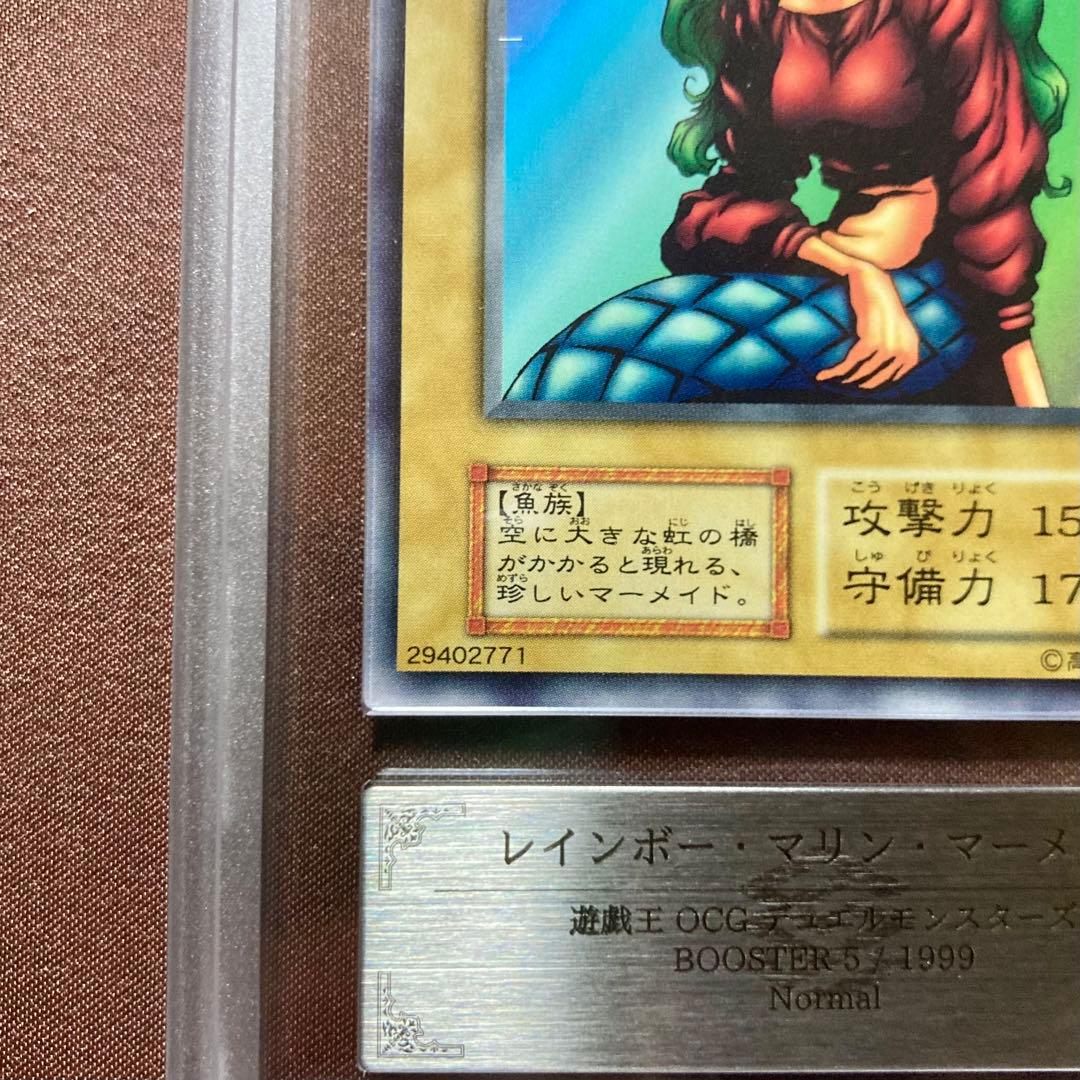 【魚族】
空に大きな虹の橋
がかかると現れる、
珍しいマーメイド。
攻撃力 15
守備力 17
29402771
©高
レインボー・マリン・マーメ
遊戯王 OCG デュエルモンスターズ
BOOSTER 5 / 1999
Normal